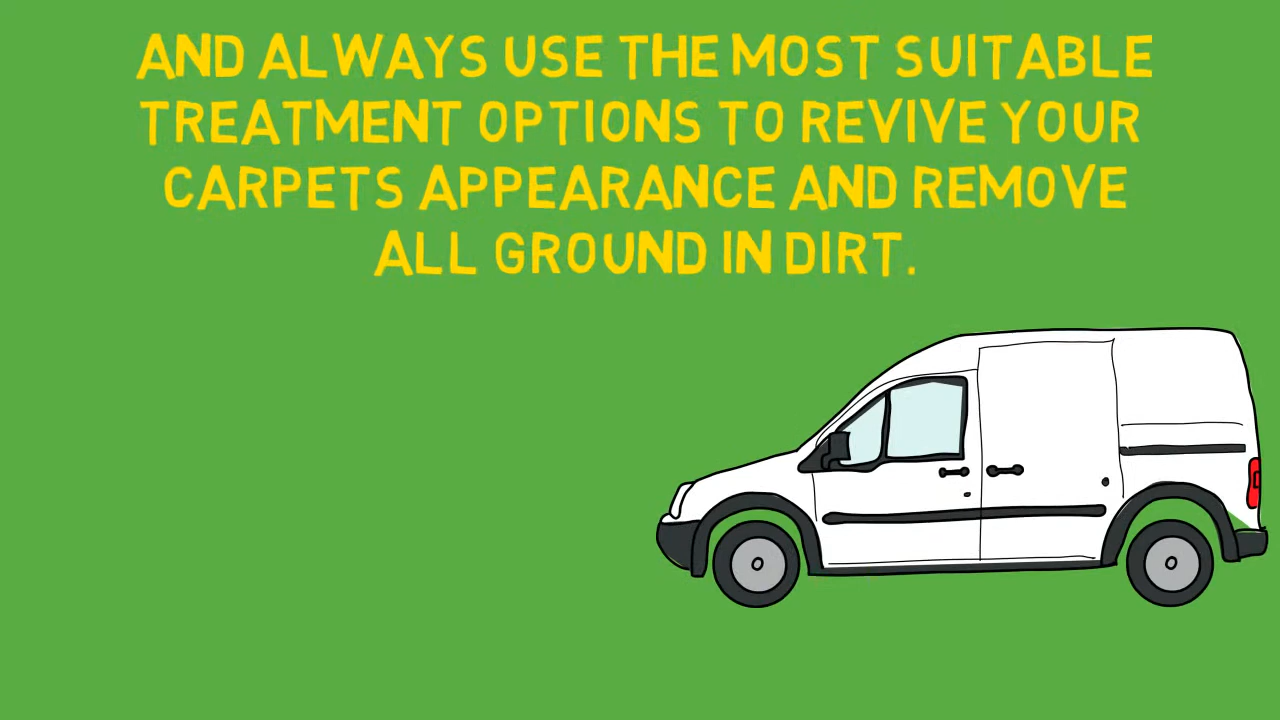 AND ALWAYS USE THE MOST SUITABLE
TREATMENT OPTIONS TO REVIVE YOUR
CARPETS APPEARANCE AND REMOVE
ALL GROUND IN DIRT.